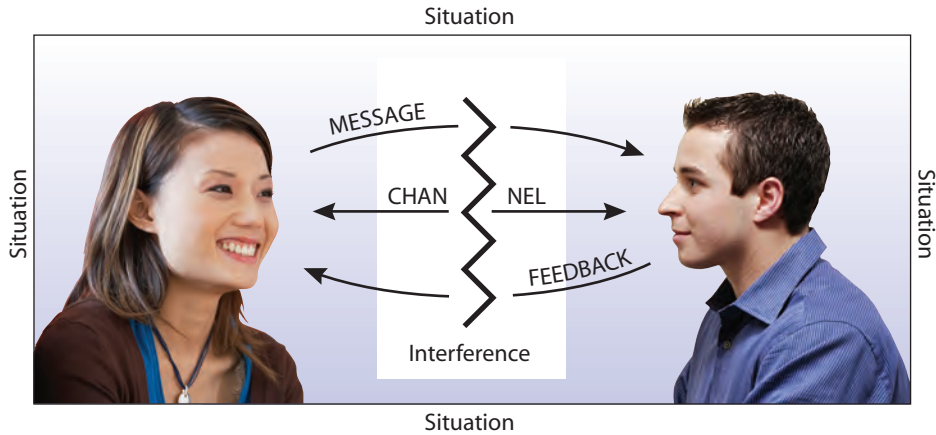 Situation
MESSAGE
Situation
CHAN NEL
Situation
FEEDBACK
Interference
Situation